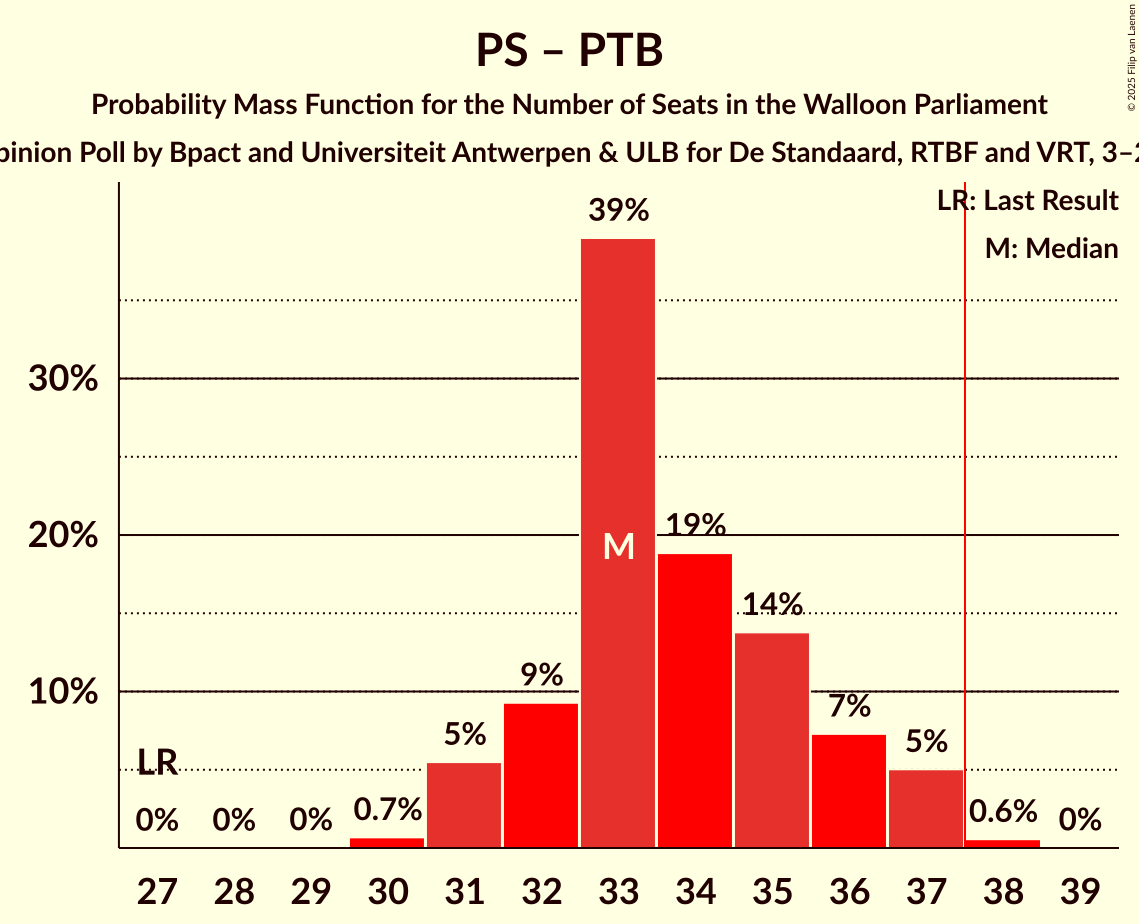 PS – PTB
Probability Mass Function for the Number of Seats in the Walloon Parliament
pinion Poll by Bpact and Universiteit Antwerpen & ULB for De Standaard, RTBF and VRT, 3–2
© 2025 Filip van Laenen
LR: Last Result
M: Median
39%
30%
20%
M
19%
14%
10%
9%
7%
5%
5%
LR
0%
0%
0%
0.7%
0.6%
0%
27 28 29 30 31 32 33 34 35 36 37 38 39